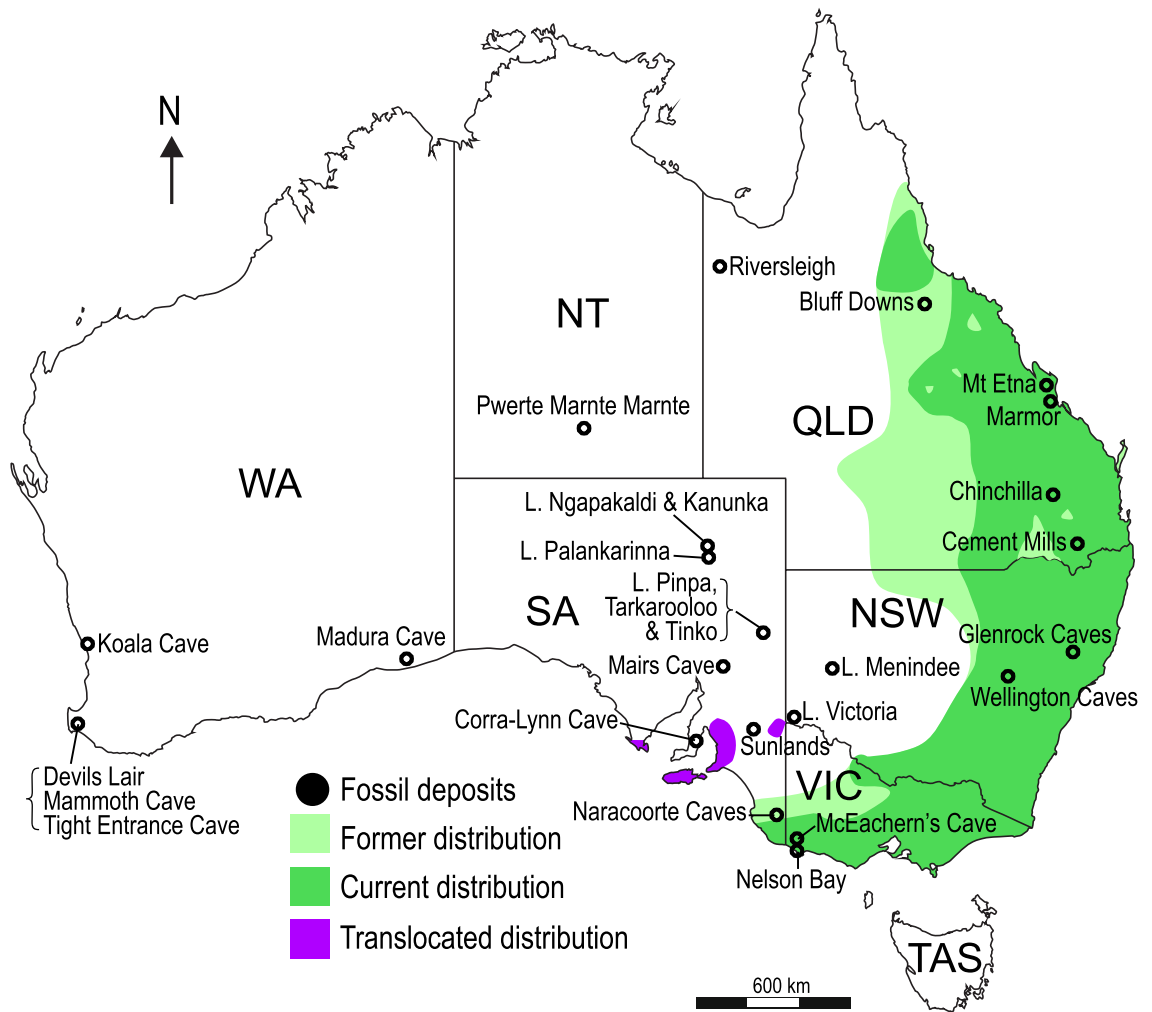 N
NT
Riversleigh
Bluff Downs
Mt Etna
Marmor
Pwerte Marnte Marnte
QLD
WA
Chinchilla
L. Ngapakaldi & Kanunka
Cement Mills
L. Palankarinna
L. Pinpa,
Tarkarooloo
& Tinko
SA
NSW
Glenrock Caves
Koala Cave
Madura Cave
Mairs Cave
L. Menindee
Wellington Caves
Corra-Lynn Cave
L. Victoria
Sunlands
Devils Lair
Mammoth Cave
Tight Entrance Cave
VIC
Naracoorte Caves
McEachern's Cave
Nelson Bay
Fossil deposits
Former distribution
Current distribution
Translocated distribution
TAS
600 km